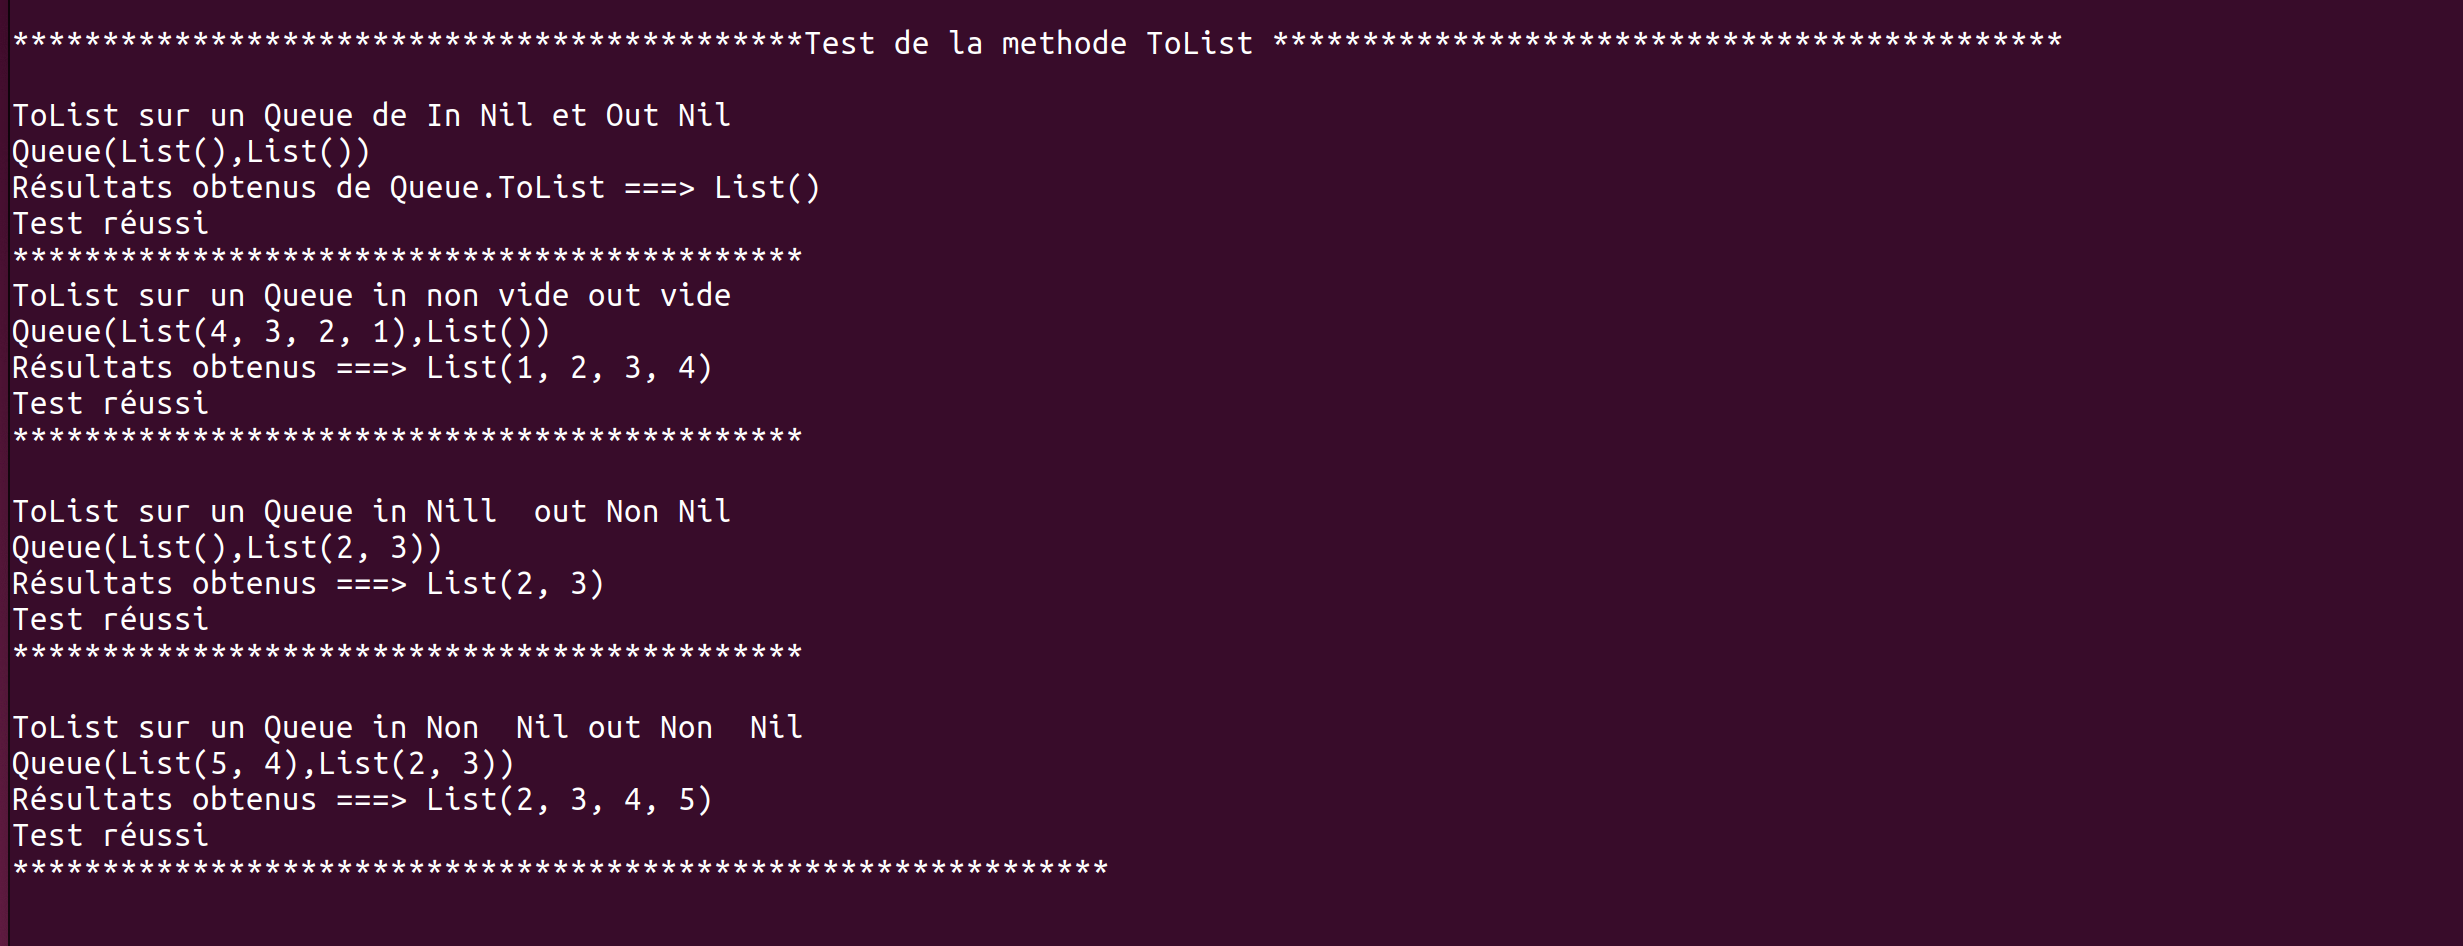 ********************************************Test de la methode ToList ********************************************
ToList sur un Queue de In Nil et Out Nil
Queue(List(),List())
Résultats obtenus de Queue.ToList ===> List()
Test réussi
********************************************
ToList sur un Queue in non vide out vide
Queue(List(4, 3, 2, 1),List())
Résultats obtenus ===> List(1, 2, 3, 4)
Test réussi
********************************************
ToList sur un Queue in Nill  out Non Nil
Queue(List(),List(2, 3))
Résultats obtenus ===> List(2, 3)
Test réussi
********************************************
ToList sur un Queue in Non  Nil out Non  Nil
Queue(List(5, 4),List(2, 3))
Résultats obtenus ===> List(2, 3, 4, 5)
Test réussi
*************************************************************